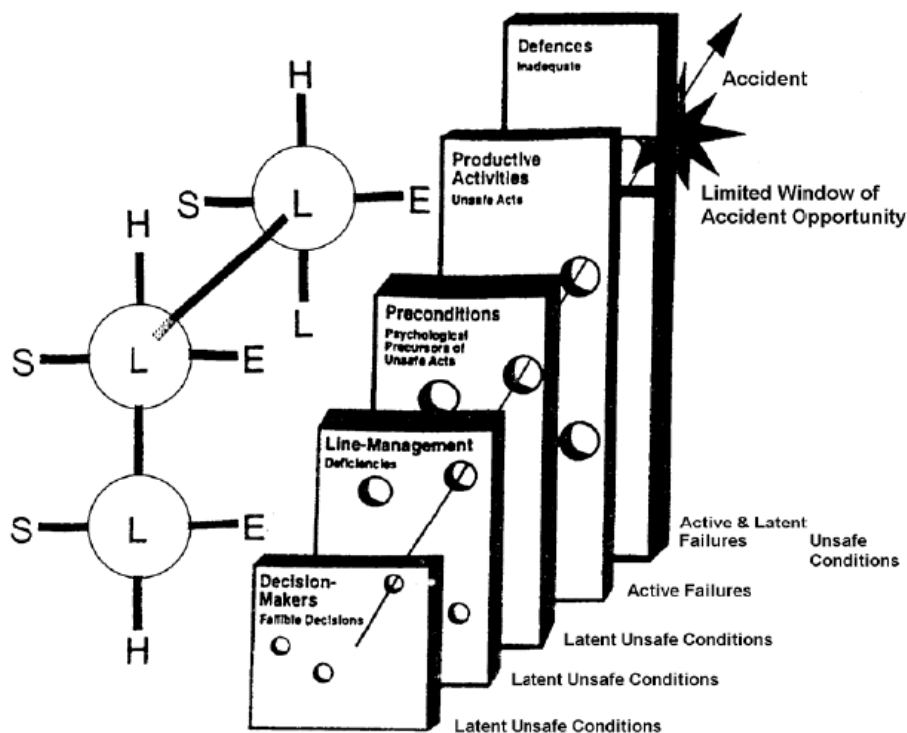 H
S
L
E
L
H
S
L
E
S
L
E
H
Defences
Inadequate
Accident
Productive
Activities
Unsafe Acts
Limited Window of
Accident Opportunity
Preconditions
Psychological
Precursors of
Unsafe Acts
Line-Management
Deficiencies
Decision-
Makers
Fallible Decisions
Active & Latent
Failures
Unsafe
Conditions
Active Failures
Latent Unsafe Conditions
Latent Unsafe Conditions
Latent Unsafe Conditions